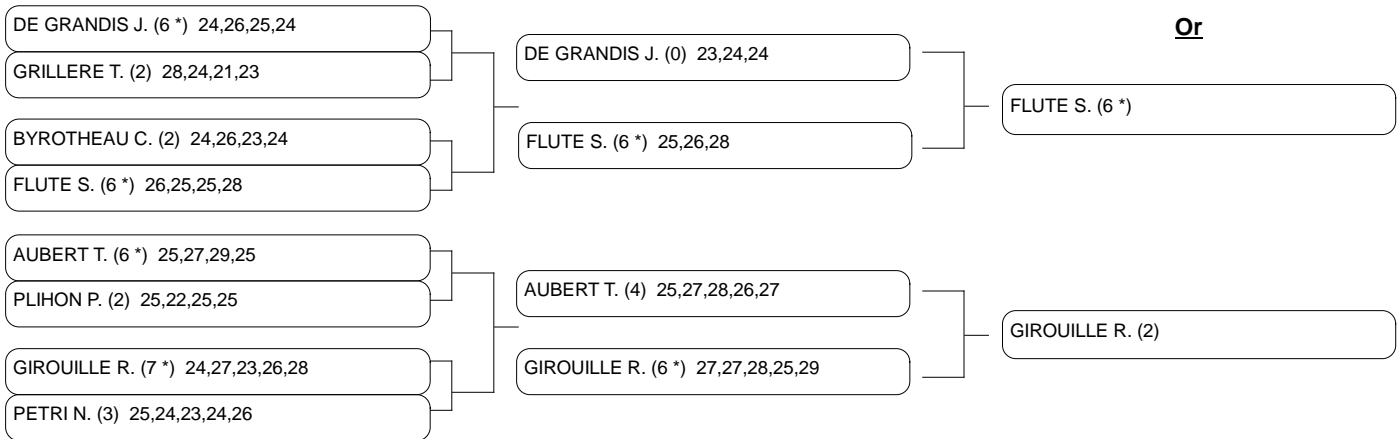 DE GRANDIS J. (6 *) 24,26,25,24
GRILLERE T. (2) 28,24,21,23
BYROTHEAU C. (2) 24,26,23,24
FLUTE S. (6 *) 26,25,25,28
AUBERT T. (6 *) 25,27,29,25
PLIHON P. (2) 25,22,25,25
GIROUILLE R. (7 *) 24,27,23,26,28
PETRI N. (3) 25,24,23,24,26
DE GRANDIS J. (0) 23,24,24
FLUTE S. (6 *) 25,26,28
AUBERT T. (4) 25,27,28,26,27
GIROUILLE R. (6 *) 27,27,28,25,29
Or
FLUTE S. (6 *)
GIROUILLE R. (2)